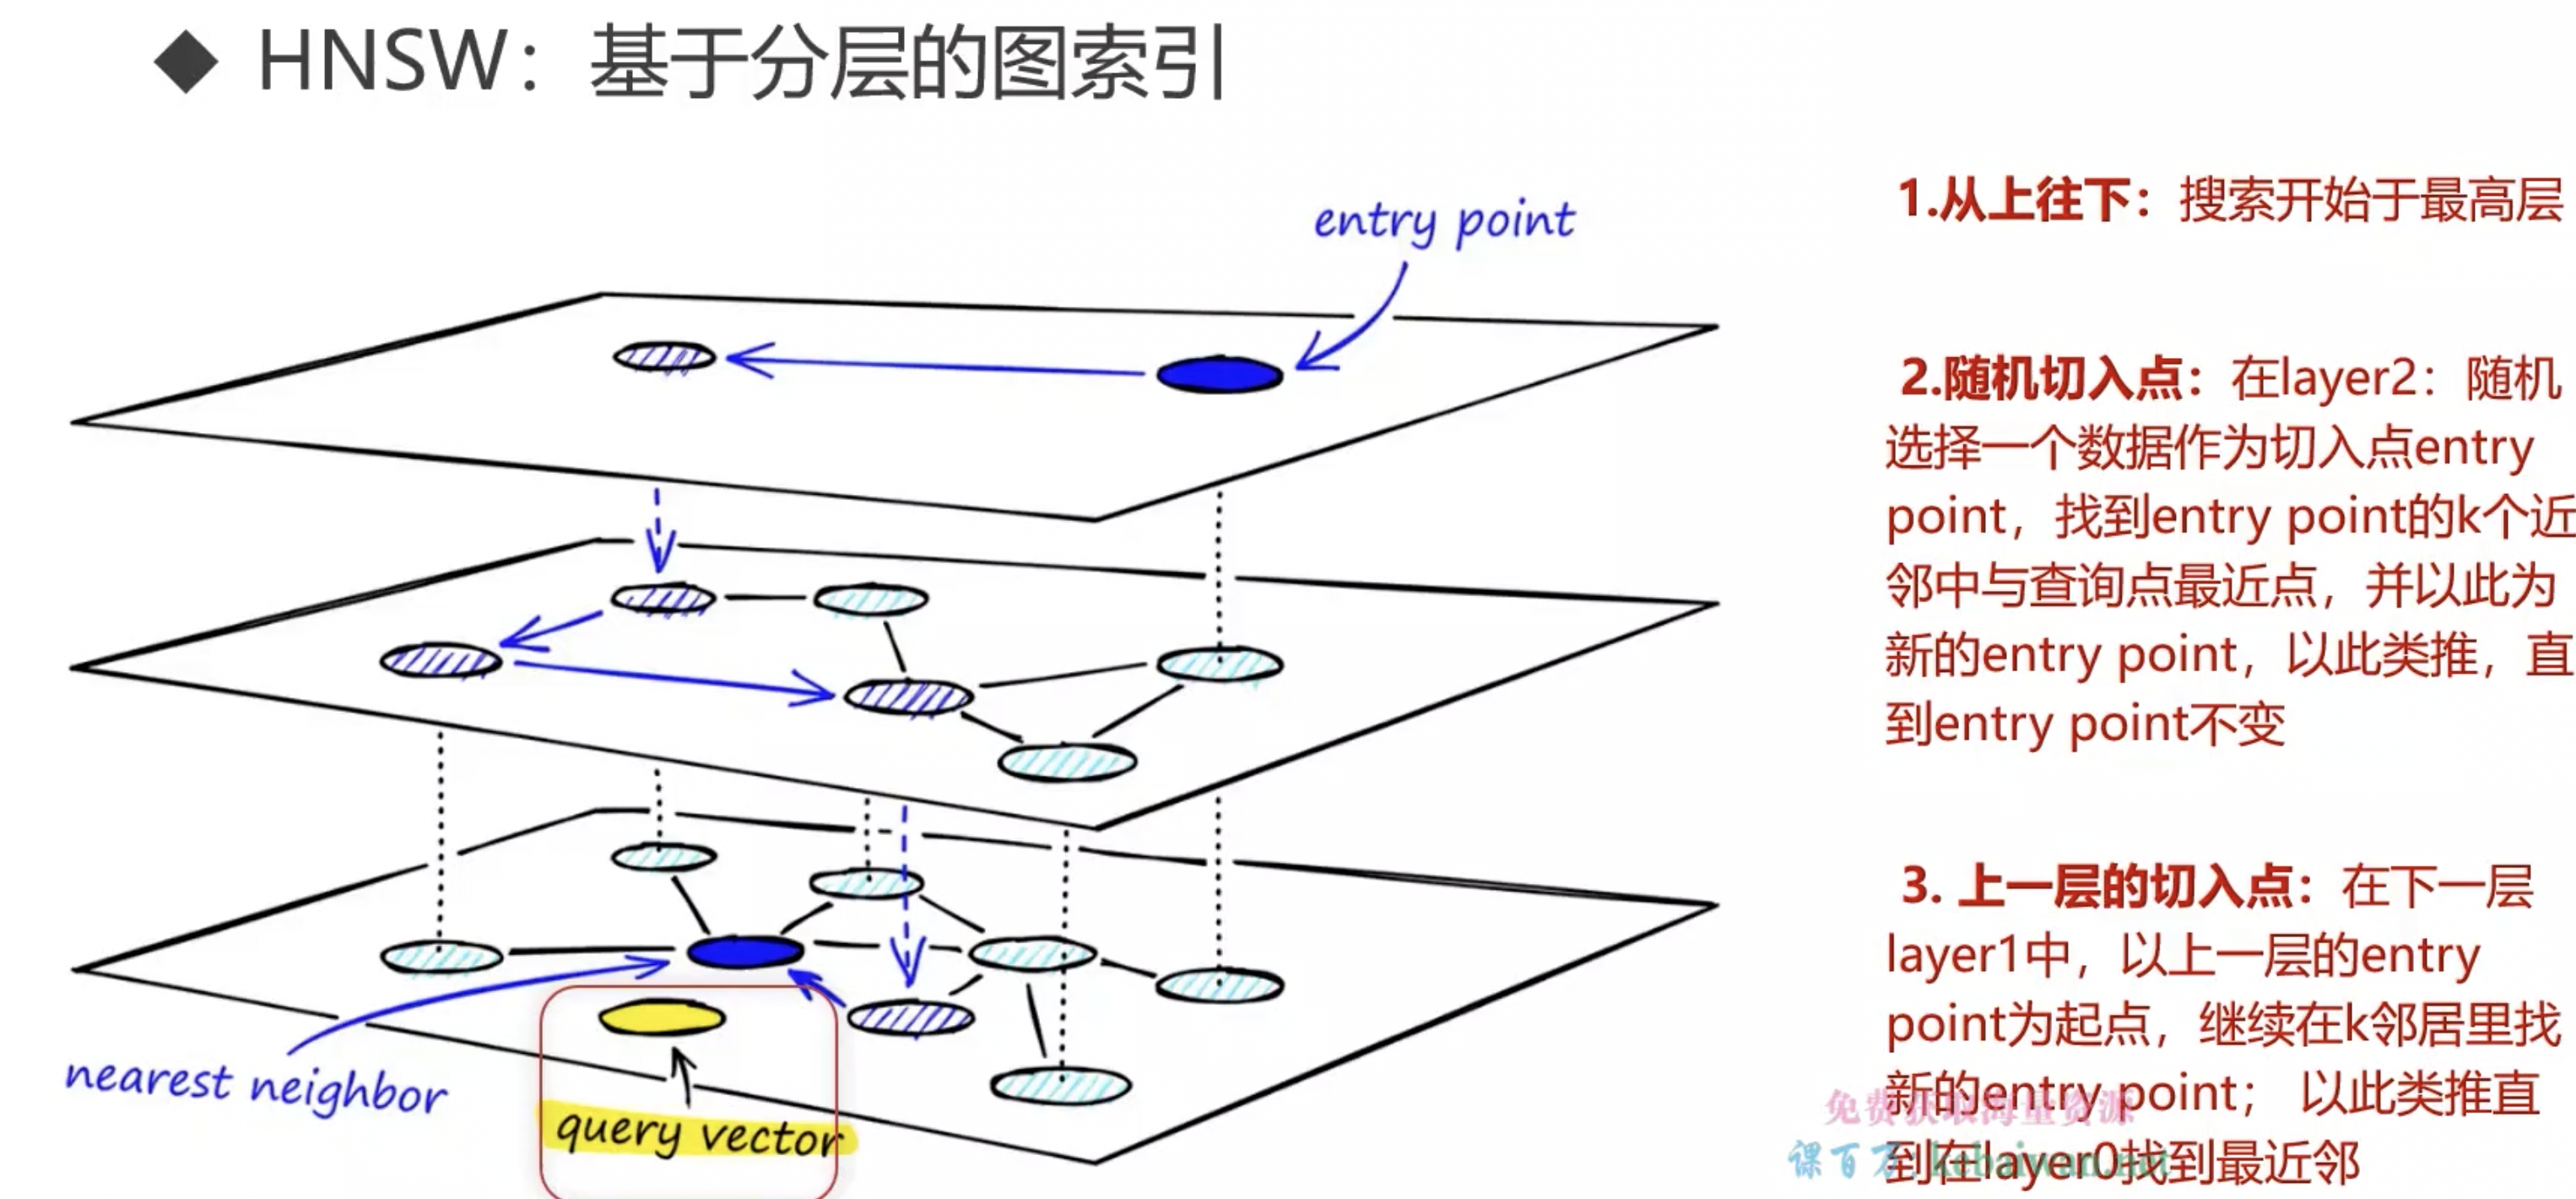 ◆ HNSW：基于分层的图索引
entry point
nearest neighbor
query vector
1.从上往下：搜索开始于最高层
2.随机切入点：在layer2：随机
选择一个数据作为切入点entry
point，找到entry point的k个近
邻中与查询点最近点，并以此为
新的entry point，以此类推，直
到entry point不变
3. 上一层的切入点：在下一层
layer1中，以上一层的entry
point为起点，继续在k邻居里找
新的entry point； 以此类推直
到在layer0找到最近邻
免费获取海量资源
课百万：kebaiwan.net